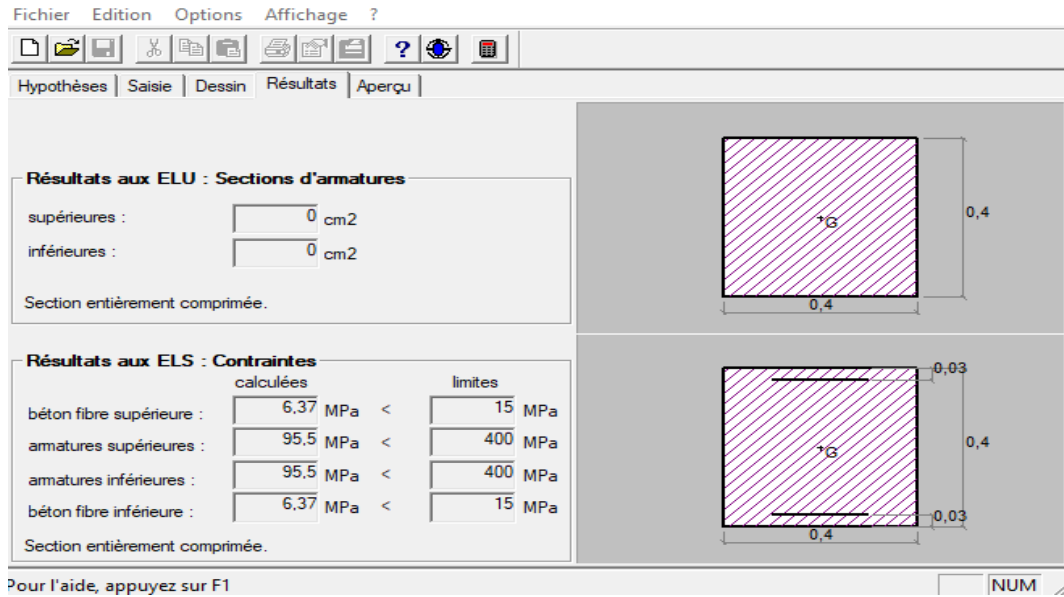 Fichier Edition Options Affichage ?
Hypothèses Saisie Dessin Résultats Aperçu
Résultats aux ELU : Sections d'armatures
supérieures : 0 cm2
inférieures : 0 cm2
Section entièrement comprimée.
G
0,4
0,4
Résultats aux ELS : Contraintes
calculées limites
béton fibre supérieure : 6,37 MPa < 15 MPa
armatures supérieures : 95,5 MPa < 400 MPa
armatures inférieures : 95,5 MPa < 400 MPa
béton fibre inférieure : 6,37 MPa < 15 MPa
Section entièrement comprimée.
0,03
0,4
G
0,03
0,4
Pour l'aide, appuyez sur F1 NUM